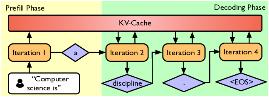 Prefill Phase
Decoding Phase
KV-Cache
Iteration 1
a
Iteration 2
Iteration 3
Iteration 4
"Computer
science is"
discipline
.
<EOS>